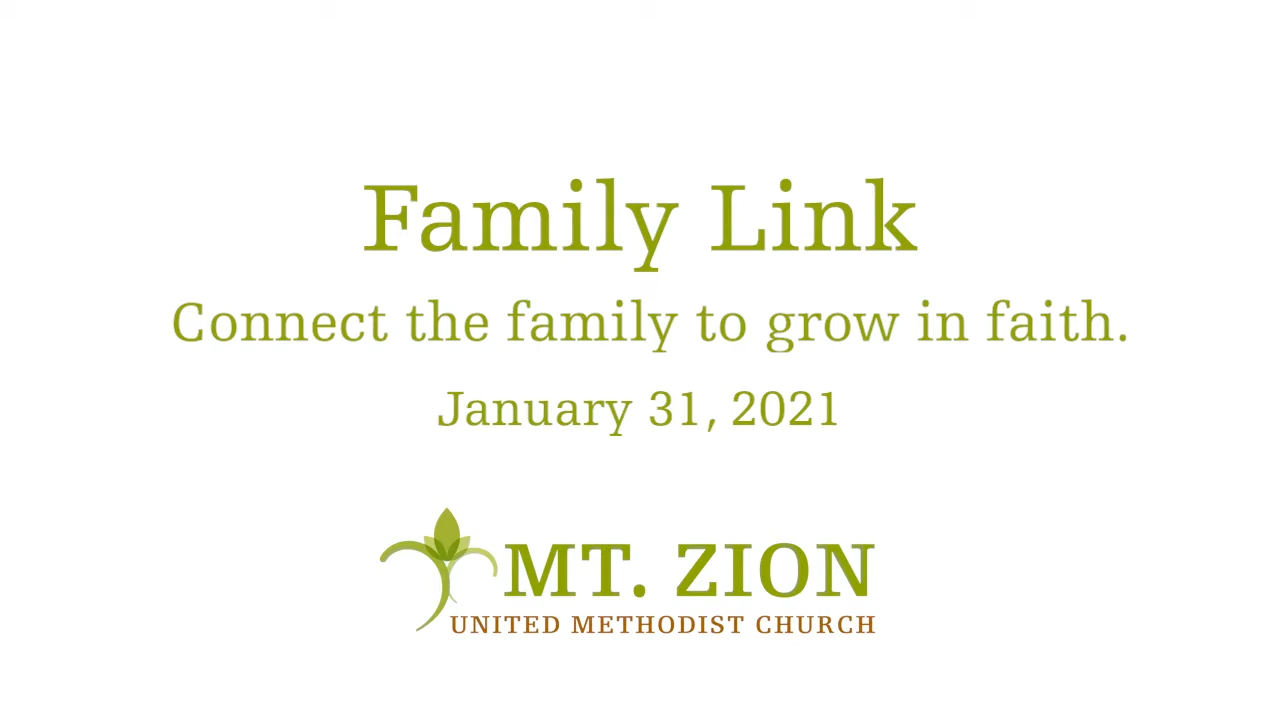 Family Link
Connect the family to grow in faith.
January 31, 2021
MT. ZION
UNITED METHODIST CHURCH